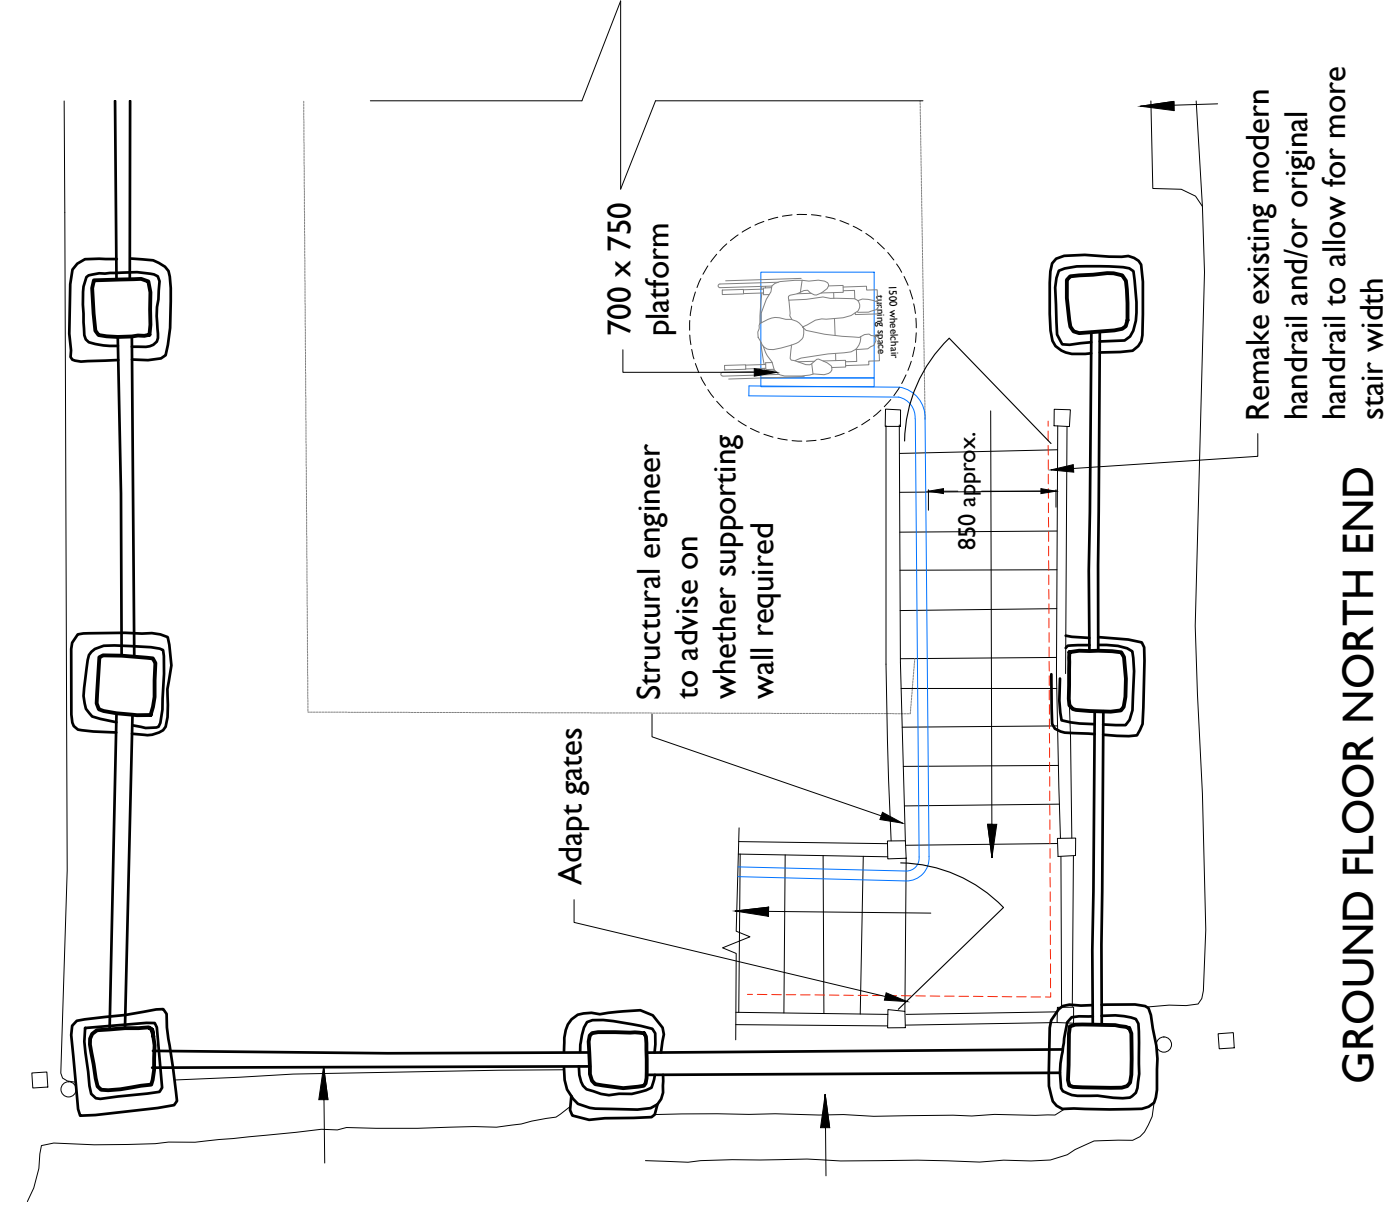 Adapt gates
Structural engineer
to advise on
whether supporting
wall required
700 x 750
platform
1500 wheelchair
turning space
850 approx.
Remake existing modern
handrail and/or original
handrail to allow for more
stair width
GROUND FLOOR NORTH END